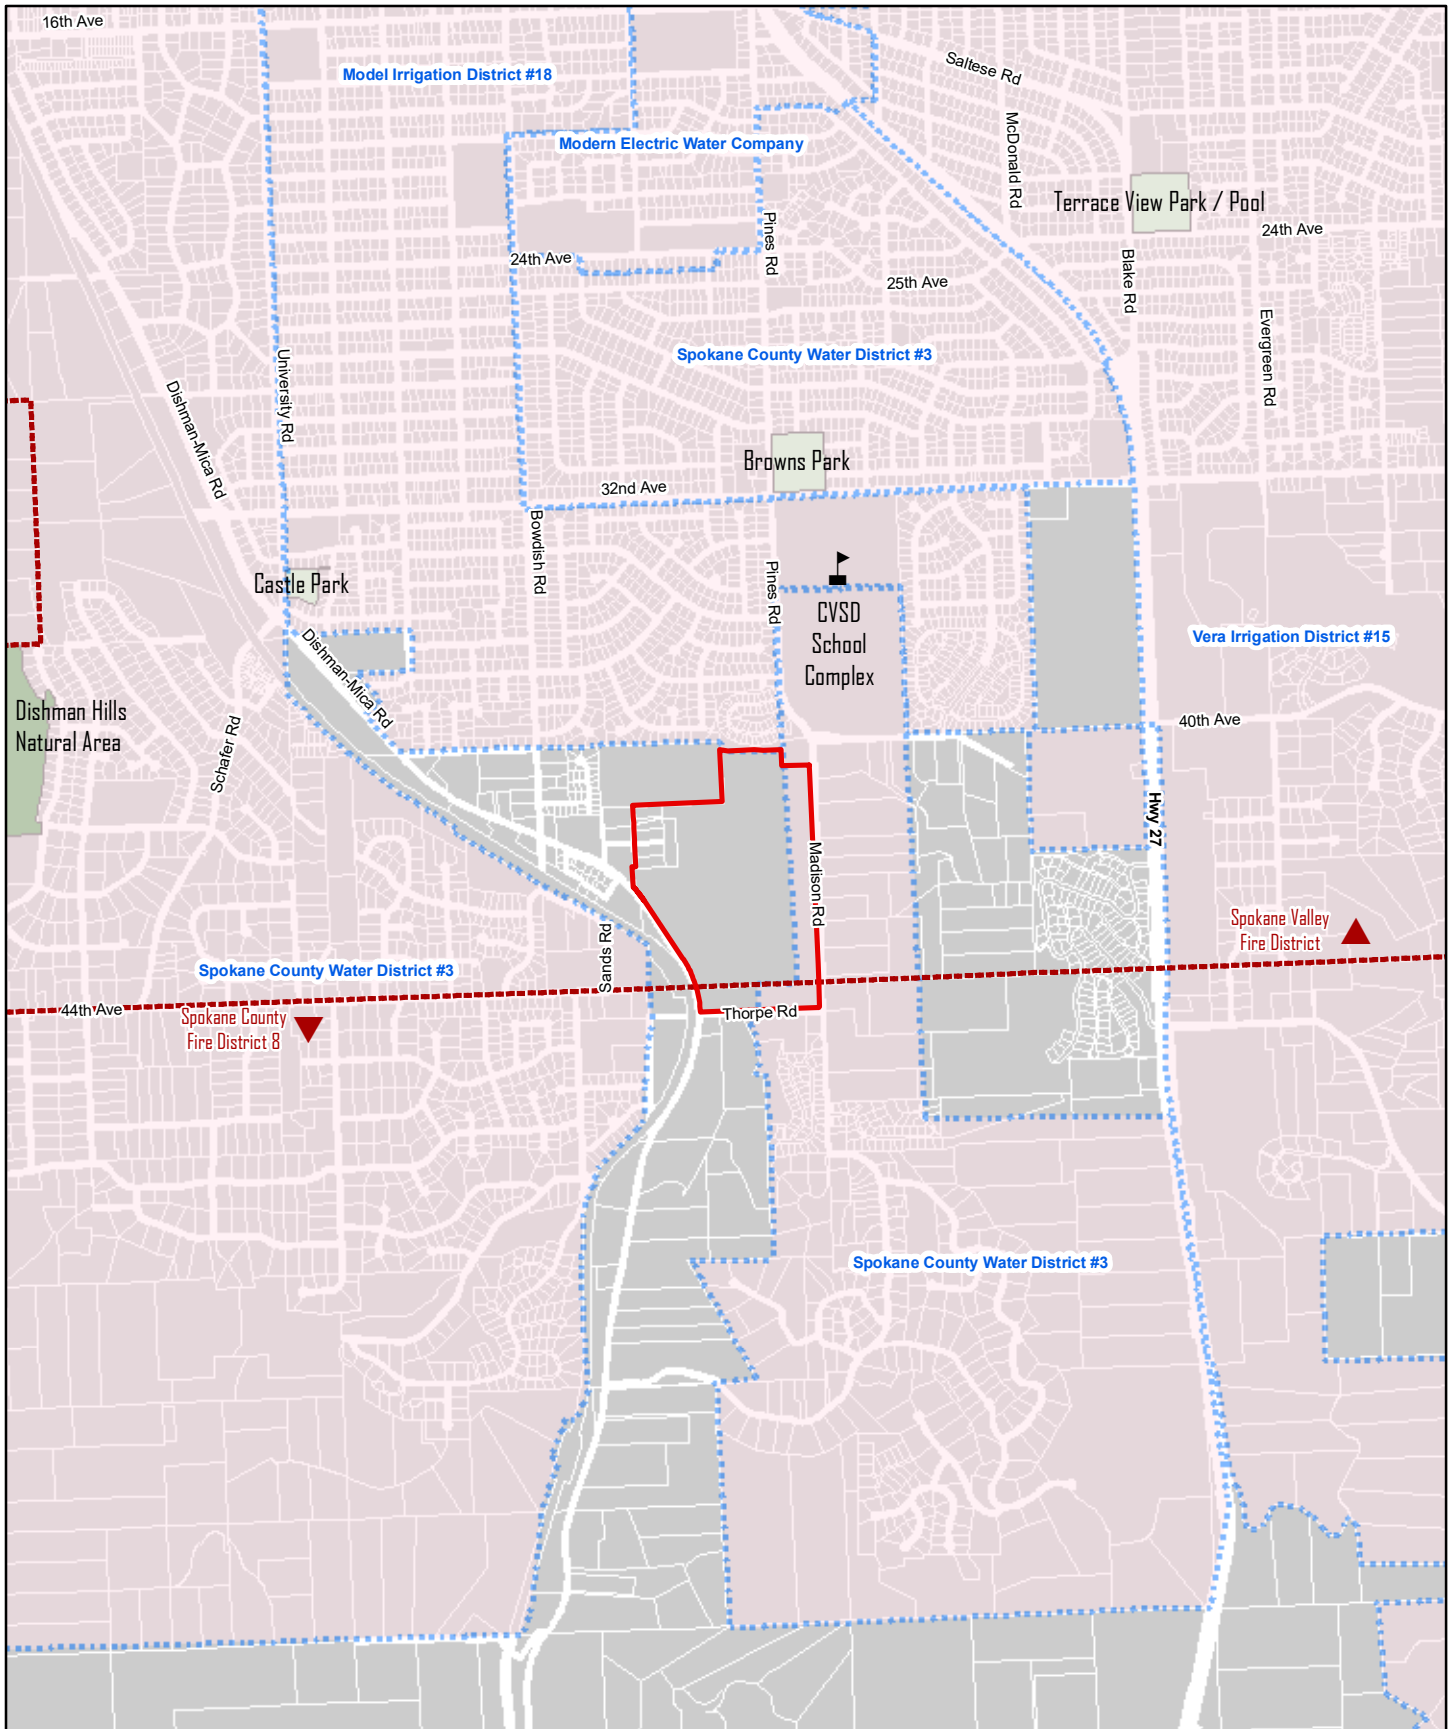 16th Ave
Model Irrigation District #18
Saltese Rd
Modern Electric Water Company
McDonald Rd
Terrace View Park / Pool
Pines Rd
24th Ave
24th Ave
25th Ave
Blake Rd
Evergreen Rd
University Rd
Spokane County Water District #3
Dishman-Mica Rd
Browns Park
32nd Ave
Bowdish Rd
Castle Park
Pines Rd
CVSD
School
Complex
Vera Irrigation District #15
Dishman-Mica Rd
Dishman Hills
Natural Area
Schafer Rd
40th Ave
Hwy 27
Madison Rd
Sands Rd
Spokane Valley
Fire District
Spokane County Water District #3
44th Ave
Spokane County
Fire District 8
Thorpe Rd
Spokane County Water District #3